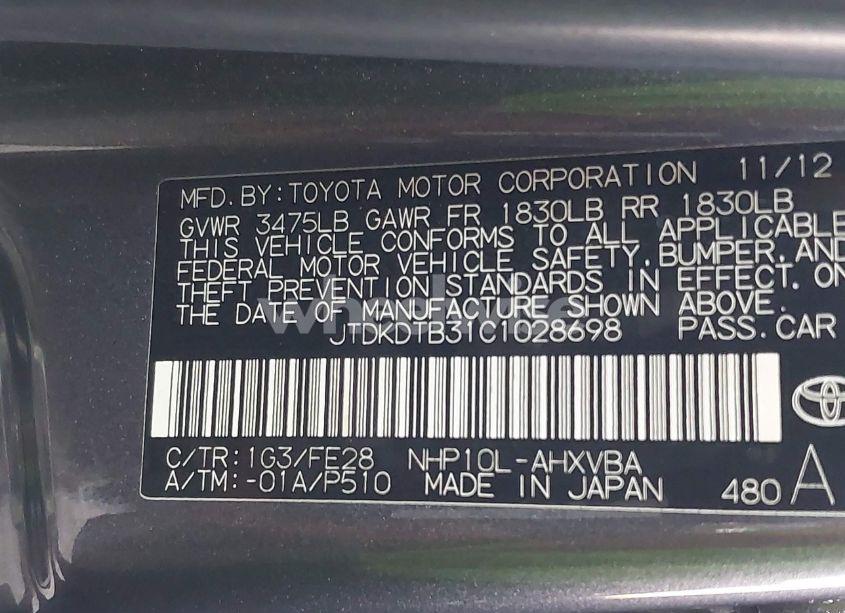 MFD. BY: TOYOTA MOTOR CORPORATION 11/12
GVWR 3475LB GAWR FR 1830LB RR 1830LB
THIS VEHICLE CONFORMS TO ALL APPLICABLE
FEDERAL MOTOR VEHICLE SAFETY, BUMPER, AND
THEFT PREVENTION STANDARDS IN EFFECT ON
THE DATE OF MANUFACTURE SHOWN ABOVE.
JTDKDTB31C1028698 PASS. CAR
C/TR: 1G3/FE28 NHP10L-AHXVBA
A/TM: -01A/P510 MADE IN JAPAN 480 A